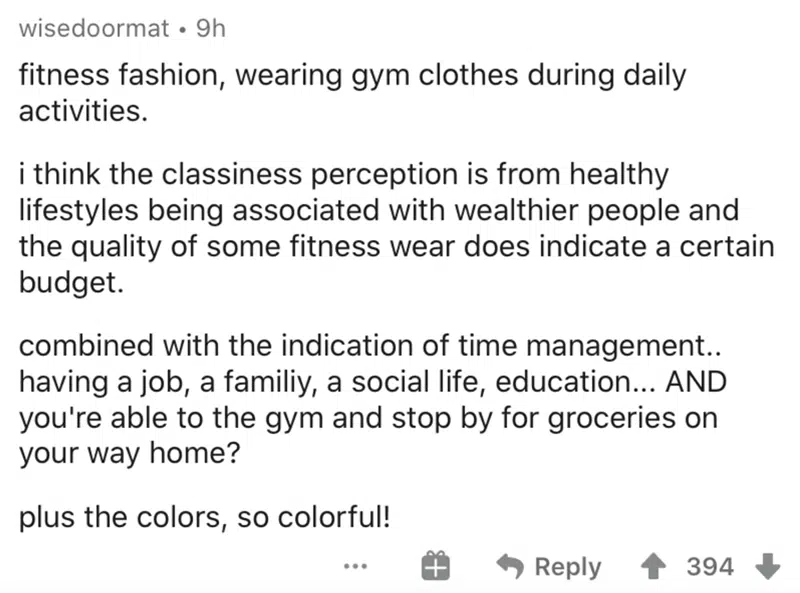 wisedoormat • 9h
fitness fashion, wearing gym clothes during daily
activities.
i think the classiness perception is from healthy
lifestyles being associated with wealthier people and
the quality of some fitness wear does indicate a certain
budget.
combined with the indication of time management..
having a job, a familiy, a social life, education... AND
you're able to the gym and stop by for groceries on
your way home?
plus the colors, so colorful!
... Reply 394